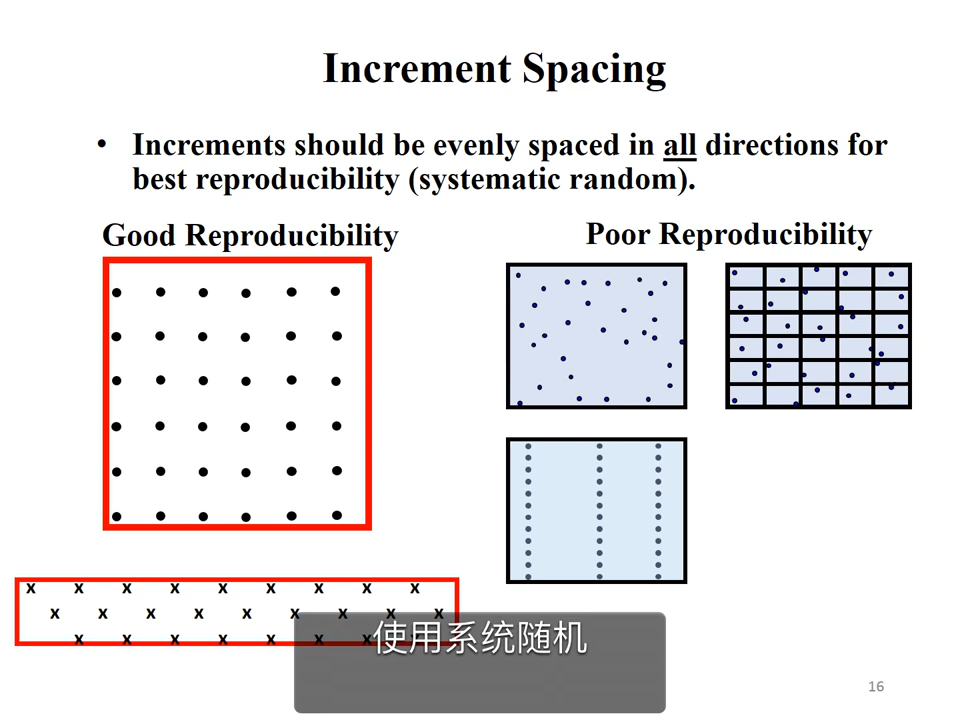 Increment Spacing
• Increments should be evenly spaced in all directions for
best reproducibility (systematic random).
Good Reproducibility
Poor Reproducibility
x x x x x x x x x
x x x x x x x x x
x x x x x x x
使用系统随机
16